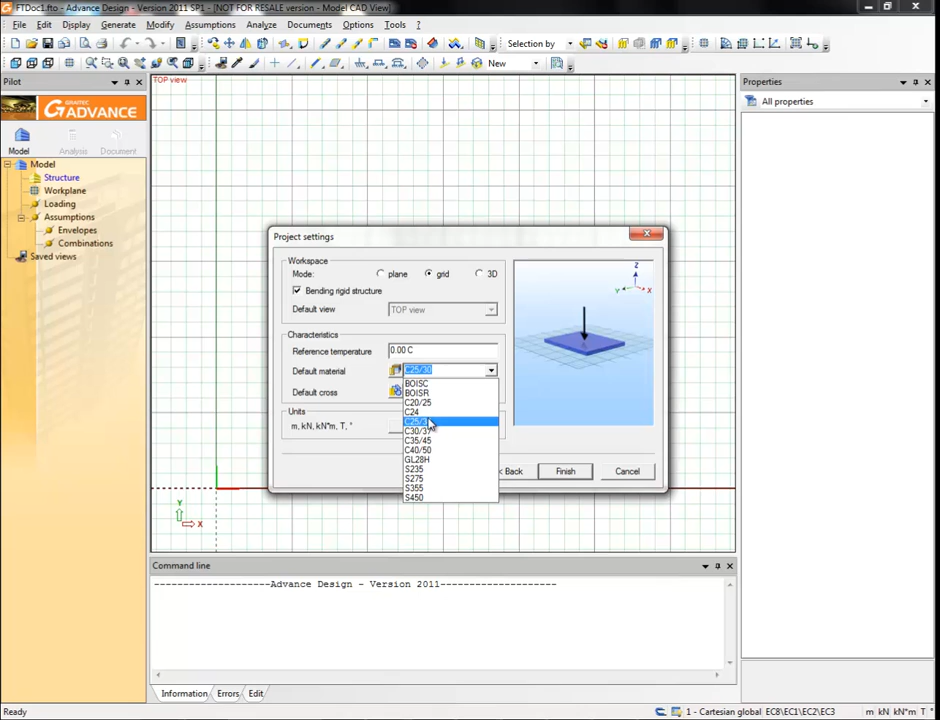 FTDoc1.fto - Advance Design - Version 2011 SP1 - [NOT FOR RESALE version - Model CAD View]
File Edit Display Generate Modify Assumptions Analyze Documents Options Tools ?
Selection by
New
Pilot
GRAITEC
ADVANCE
Model Analysis Document
Model
Structure
Workplane
Loading
Assumptions
Envelopes
Combinations
Saved views
TOP view
Y
X
Project settings
Workspace
Mode: plane grid 3D
Bending rigid structure
Default view TOP view
Characteristics
Reference temperature 0.00 C
Default material C25/30
Default cross
Units
m, kN, kN*m, T, °
BOISC
BOISR
C20/25
C24
C30/37
C35/45
C40/50
GL28H
S235
S275
S355
S450
Z
Y
X
< Back Finish Cancel
Properties
All properties
Command line
--------------------Advance Design - Version 2011--------------------
Information Errors Edit
Ready
1 - Cartesian global EC8/EC1/EC2/EC3 m kN kN*m T °